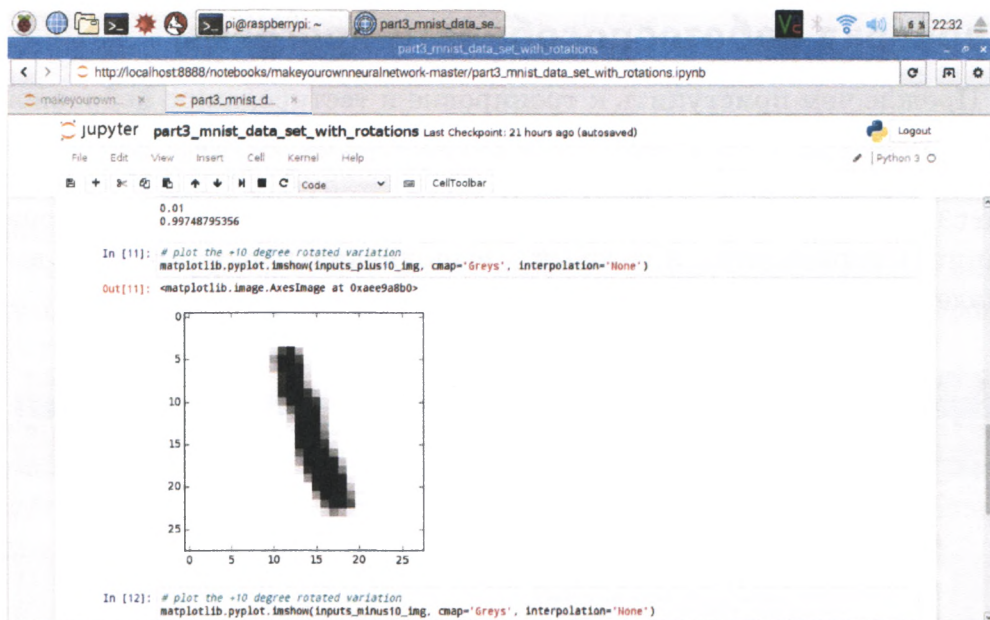 pi@raspberrypi: ~
part3_mnist_data_se...
Vc
6 %
22:32
part3_mnist_data_set_with_rotations
http://localhost:8888/notebooks/makeyourownneuralnetwork-master/part3_mnist_data_set_with_rotations.ipynb
makeyourown...
part3_mnist_d...
jupyter part3_mnist_data_set_with_rotations Last Checkpoint: 21 hours ago (autosaved)
Logout
File Edit View Insert Cell Kernel Help
Python 3
Code
CellToolbar
0.01
0.99748795356
In [11]: # plot the +10 degree rotated variation
matplotlib.pyplot.imshow(inputs_plus10_img, cmap='Greys', interpolation='None')
Out[11]: <matplotlib.image.AxesImage at 0xaee9a8b0>
0
5
10
15
20
25
0 5 10 15 20 25
In [12]: # plot the +10 degree rotated variation
matplotlib.pyplot.imshow(inputs_minus10_img, cmap='Greys', interpolation='None')